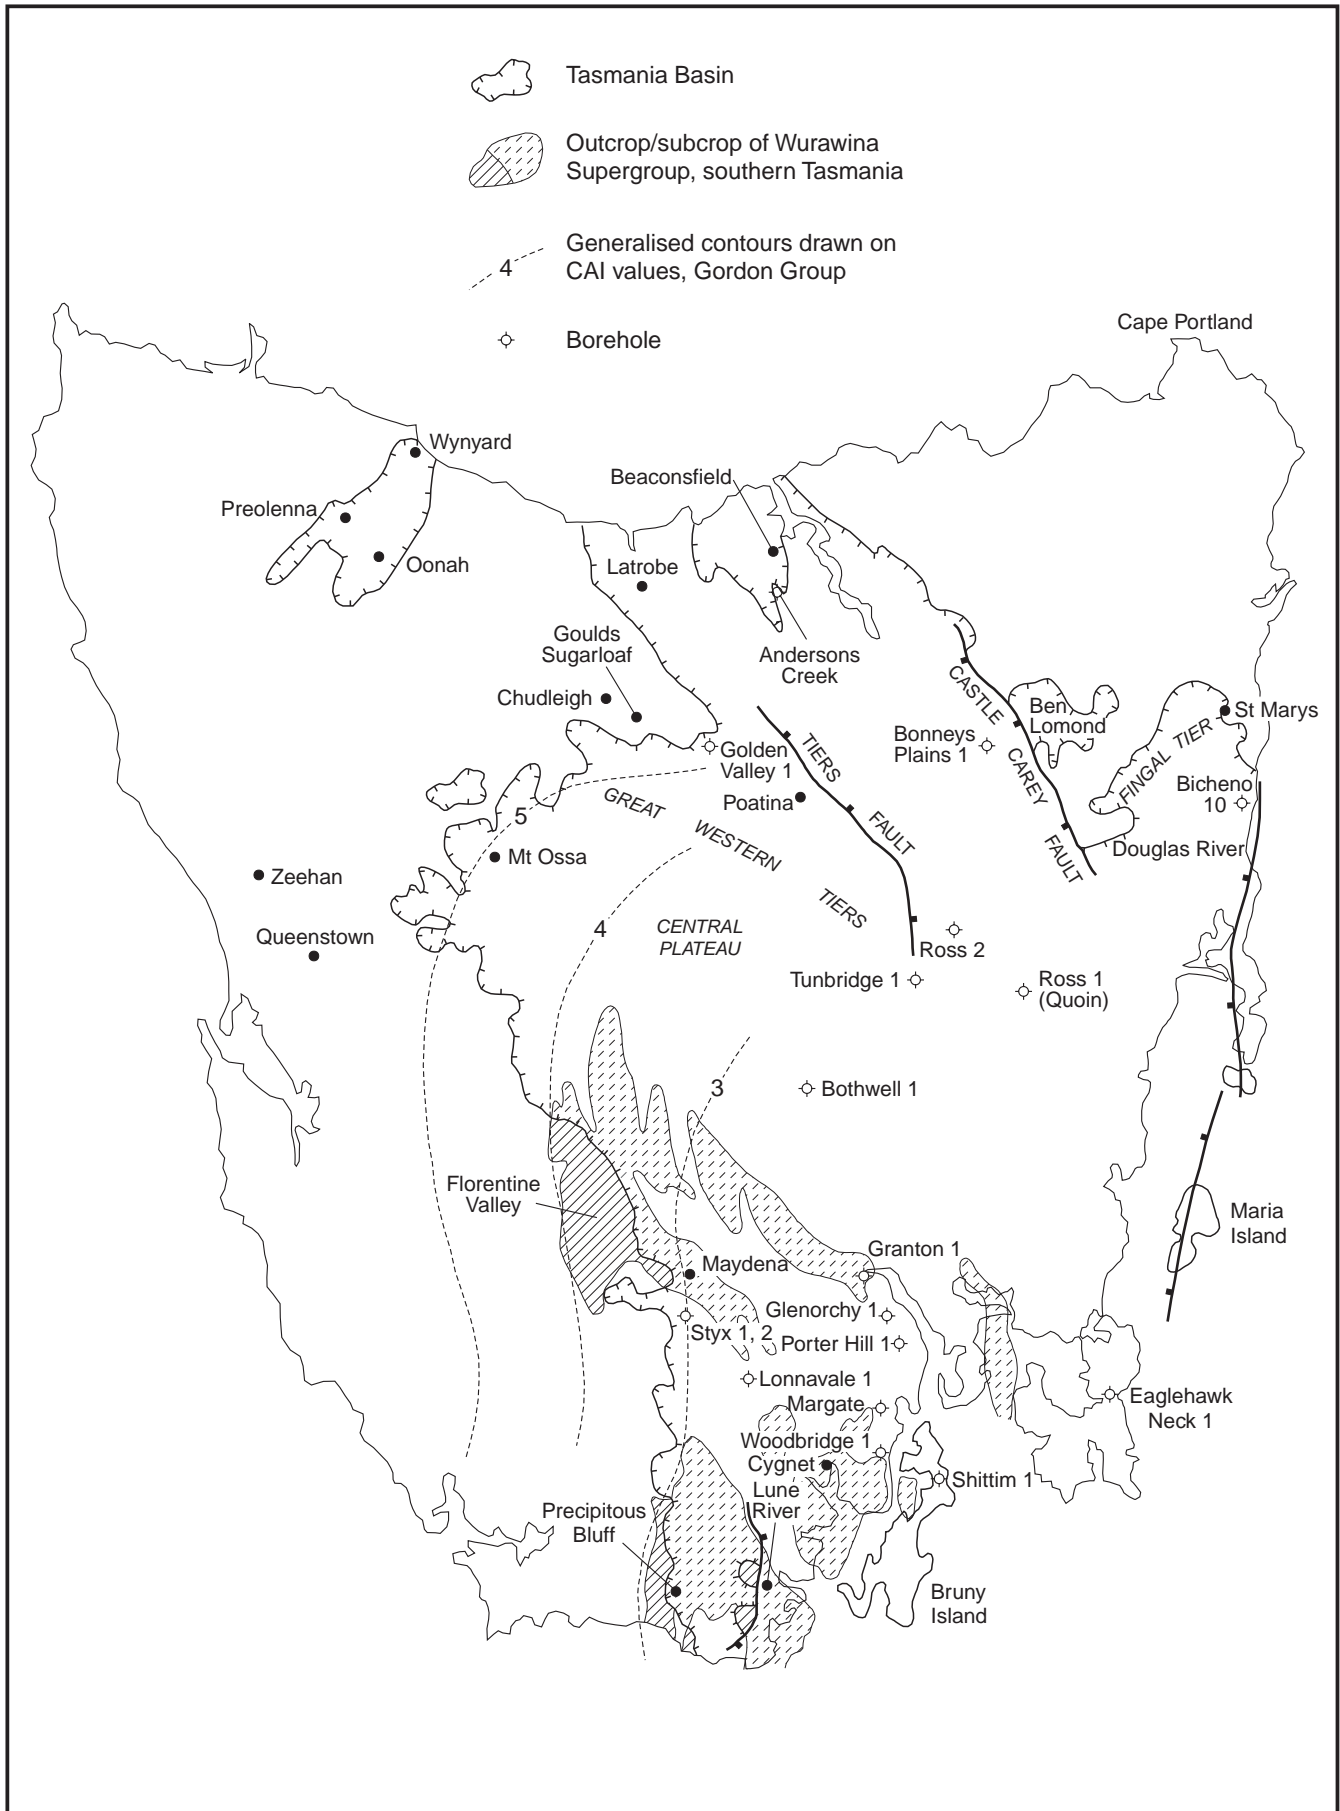 Tasmania Basin
Outcrop/subcrop of Wurawina
Supergroup, southern Tasmania
Generalised contours drawn on
CAI values, Gordon Group
4
Borehole
Cape Portland
Wynyard
Beaconsfield
Preolenna
Oonah
Latrobe
Goulds
Sugarloaf
Andersons
Creek
Chudleigh
CASTLE
CAREY
FAULT
Ben
Lomond
St Marys
FINGAL TIER
Bonneys
Plains 1
Golden
Valley 1
TIERS
FAULT
Bicheno
10
Poatina
GREAT
WESTERN
TIERS
5
Douglas River
Mt Ossa
Zeehan
Queenstown
4
CENTRAL
PLATEAU
Ross 2
Tunbridge 1
Ross 1
(Quoin)
3
Bothwell 1
Florentine
Valley
Maria
Island
Granton 1
Maydena
Glenorchy 1
Styx 1, 2
Porter Hill 1
Lonnavale 1
Margate
Eaglehawk
Neck 1
Woodbridge 1
Cygnet
Shittim 1
Lune
River
Precipitous
Bluff
Bruny
Island